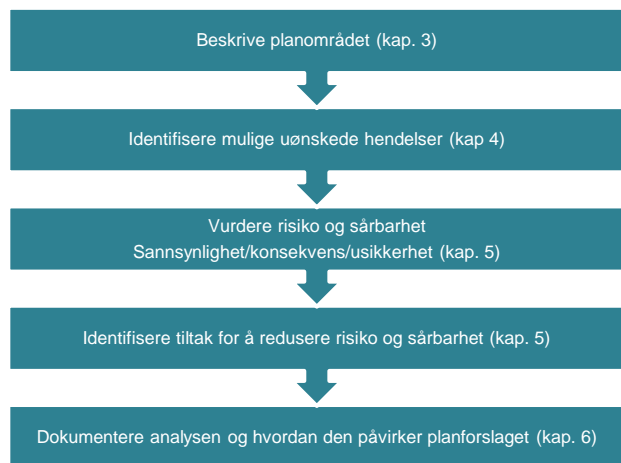 Beskrive planområdet (kap. 3)
Identifisere mulige uønskede hendelser (kap 4)
Vurdere risiko og sårbarhet
Sannsynlighet/konsekvens/usikkerhet (kap. 5)
Identifisere tiltak for å redusere risiko og sårbarhet (kap. 5)
Dokumentere analysen og hvordan den påvirker planforslaget (kap. 6)